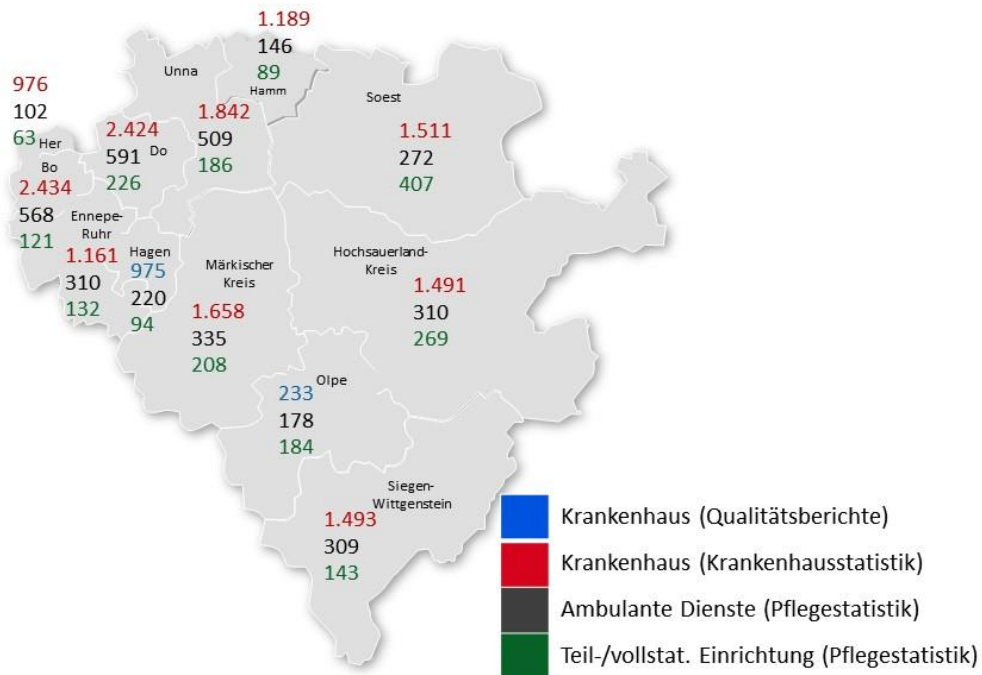 1.189
146
89
Hamm
Unna
1.842
509
186
Soest
1.511
272
407
976
102
63 Her
Bo
2.434
568
121
2.424
591 Do
226
Ennepe-
Ruhr
1.161
310
132
Hagen
975
220
94
Märkischer
Kreis
1.658
335
208
Hochsauerland-
Kreis
1.491
310
269
Olpe
233
178
184
Siegen-
Wittgenstein
1.493
309
143
Krankenhaus (Qualitätsberichte)
Krankenhaus (Krankenhausstatistik)
Ambulante Dienste (Pflegestatistik)
Teil-/vollstat. Einrichtung (Pflegestatistik)